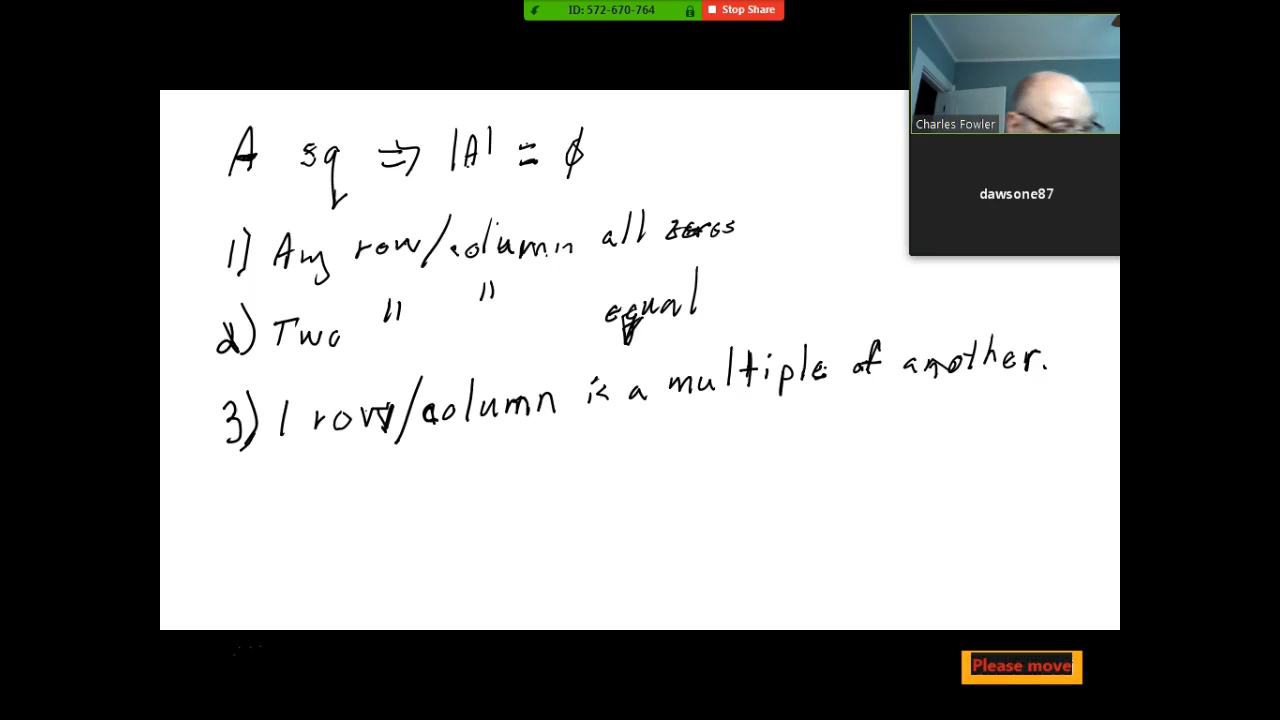 ID: 572-670-764 Stop Share
Charles Fowler
dawsone87
A sq ⇒ |A| = ϕ
1) Any row/column all zeros
2) Two " " equal
3) 1 row/column is a multiple of another.
Please move